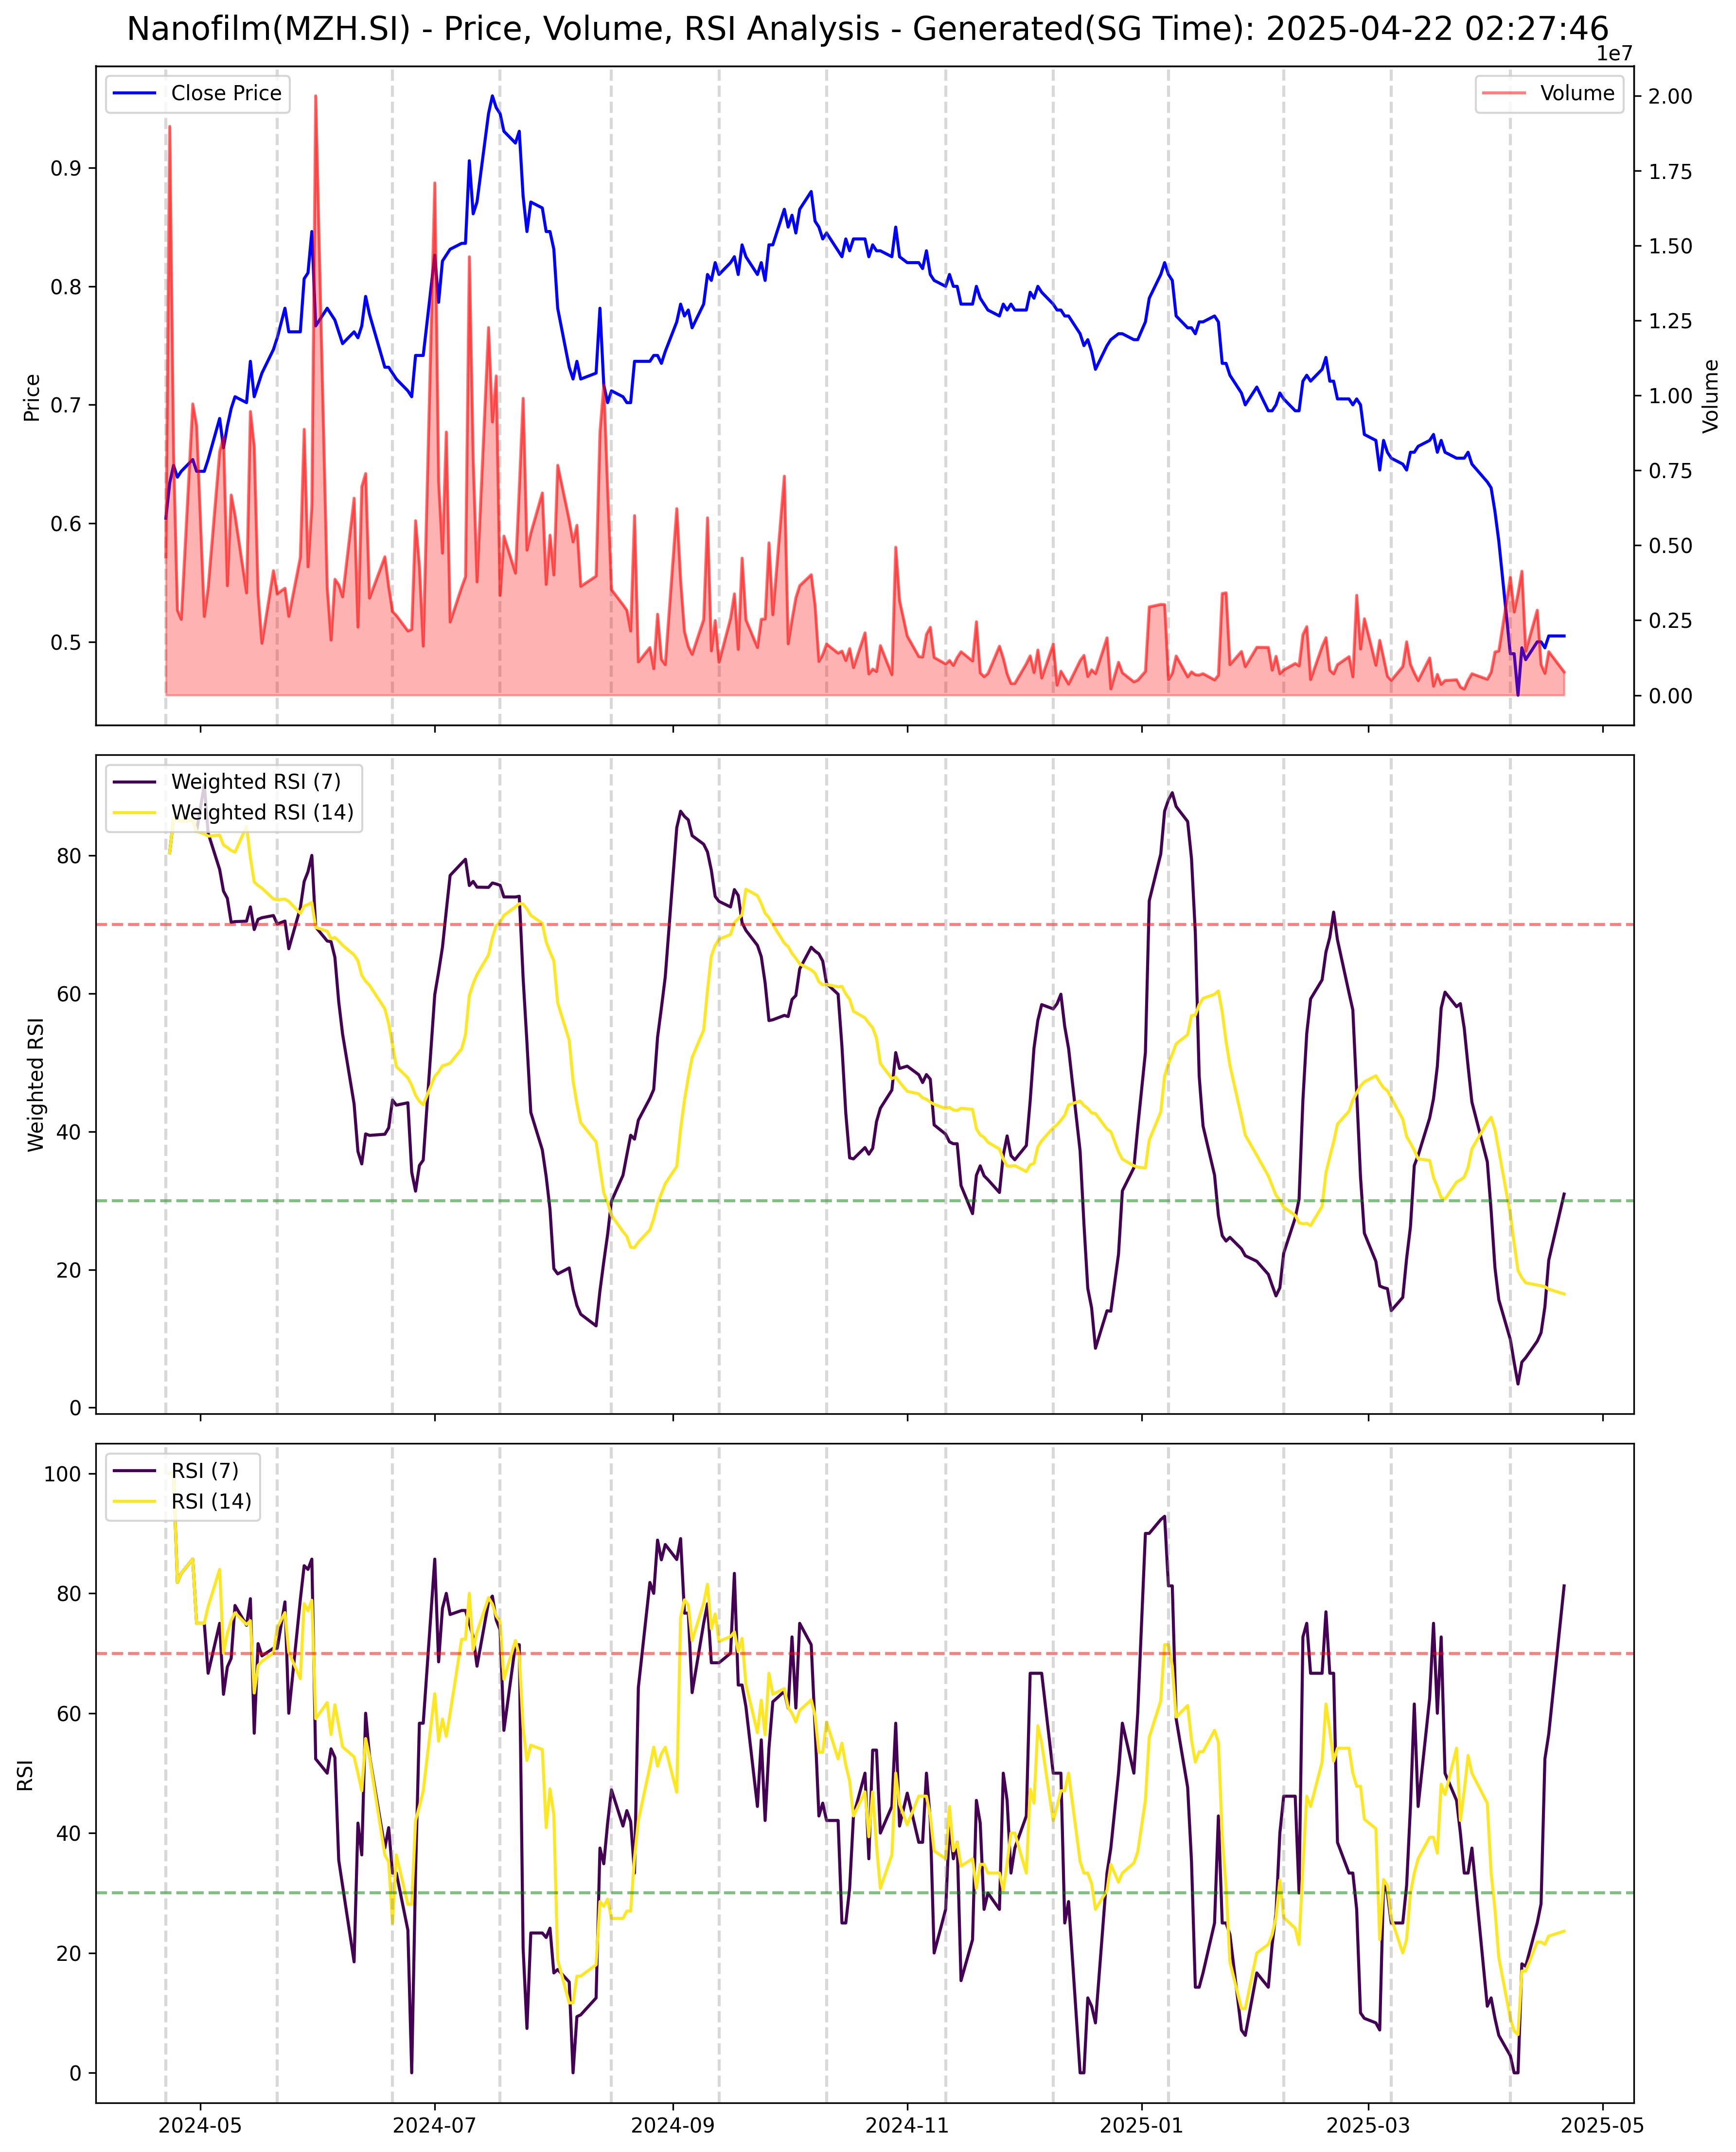 Nanofilm(MZH.SI) - Price, Volume, RSI Analysis - Generated(SG Time): 2025-04-22 02:27:46
1e7
Close Price
Volume
0.9
0.8
0.7
0.6
0.5
Price
2.00
1.75
1.50
1.25
1.00
0.75
0.50
0.25
0.00
Volume
Weighted RSI (7)
Weighted RSI (14)
80
60
40
20
0
Weighted RSI
RSI (7)
RSI (14)
100
80
60
40
20
0
RSI
2024-05
2024-07
2024-09
2024-11
2025-01
2025-03
2025-05